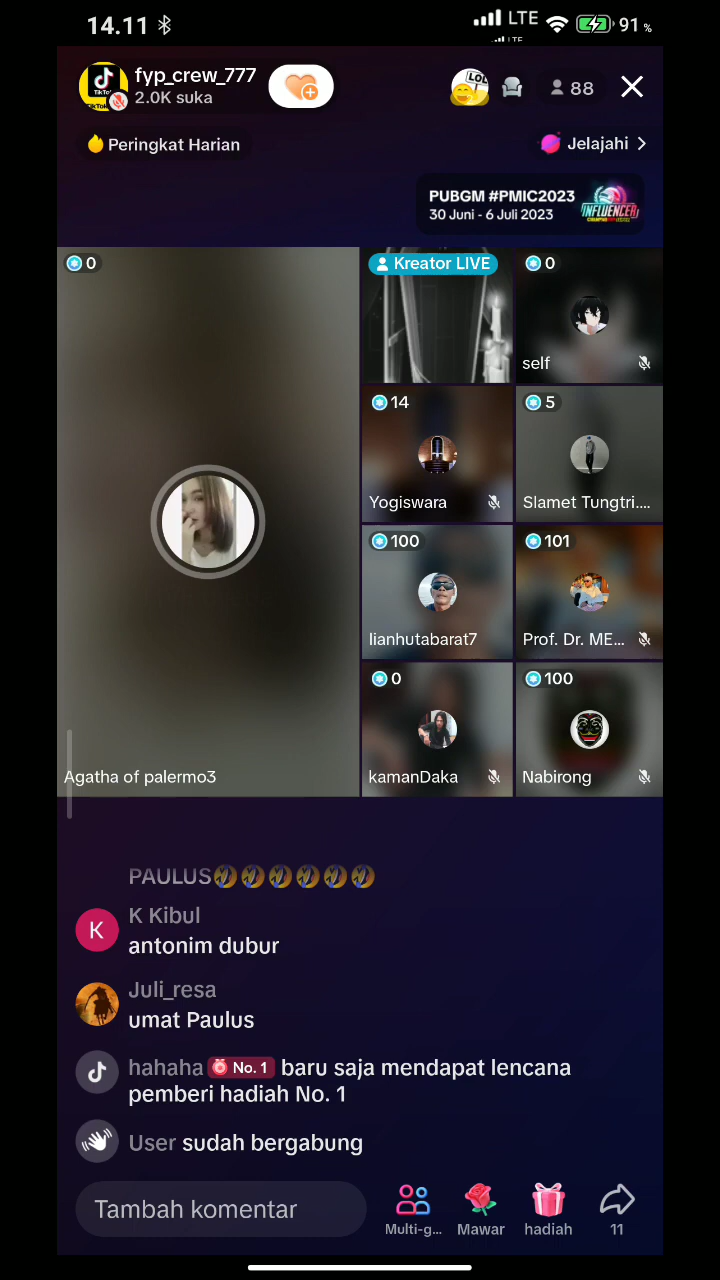 14.11
LTE
91 %
LTE
fyp_crew_777
2.0K suka
LOL
88
Peringkat Harian
Jelajahi
PUBGM #PMIC2023
30 Juni - 6 Juli 2023
INFLUENCER
0
Kreator LIVE
0
self
14
5
Yogiswara
Slamet Tungtri....
100
101
lianhutabarat7
Prof. Dr. ME...
0
100
Agatha of palermo3
kamanDaka
Nabirong
PAULUS🤣🤣🤣🤣🤣🤣
K
K Kibul
antonim dubur
Juli_resa
umat Paulus
hahaha No. 1 baru saja mendapat lencana
pemberi hadiah No. 1
User sudah bergabung
Tambah komentar
Multi-g...
Mawar
hadiah
11